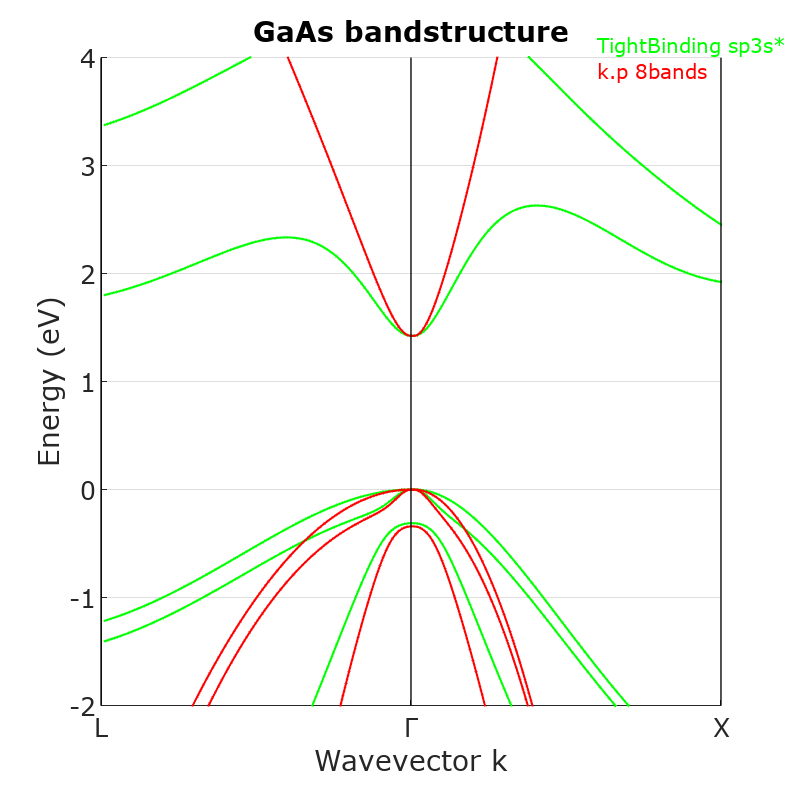 GaAs bandstructure
TightBinding sp3s*
k.p 8bands
4
3
2
1
0
-1
-2
Energy (eV)
L
Γ
X
Wavevector k